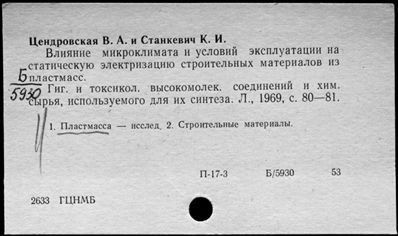 Цендровская В. А. и Станкевич К. И.
Влияние микроклимата и условий эксплуатации на
статическую электризацию строительных материалов из
Б пластмасс.
5930 Гиг. и токсикол. высокомолек. соединений и хим.
сырья, используемого для их синтеза. Л., 1969, с. 80—81.
1. Пластмасса — исслед. 2. Строительные материалы.
П-17-3 Б/5930 53
2633 ГЦНМБ